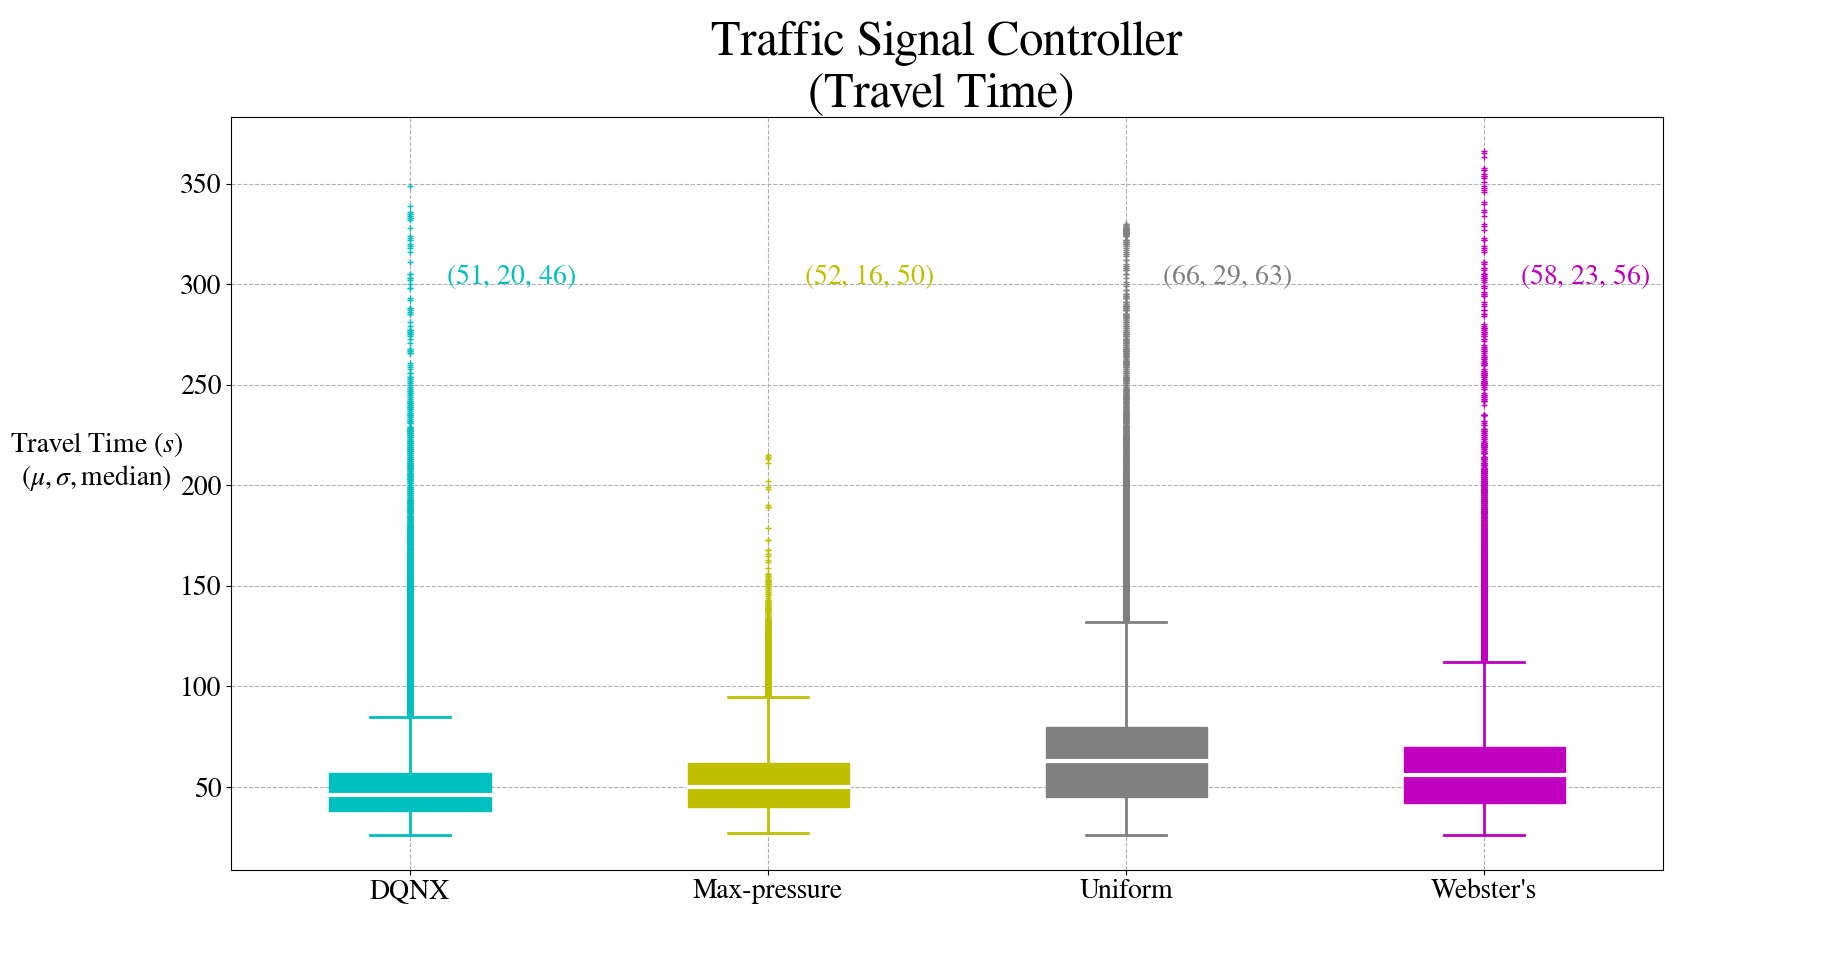 Traffic Signal Controller
(Travel Time)
350
300
250
200
150
100
50
Travel Time (s)
(μ, σ, median)
(51, 20, 46)
(52, 16, 50)
(66, 29, 63)
(58, 23, 56)
DQNX
Max-pressure
Uniform
Webster's